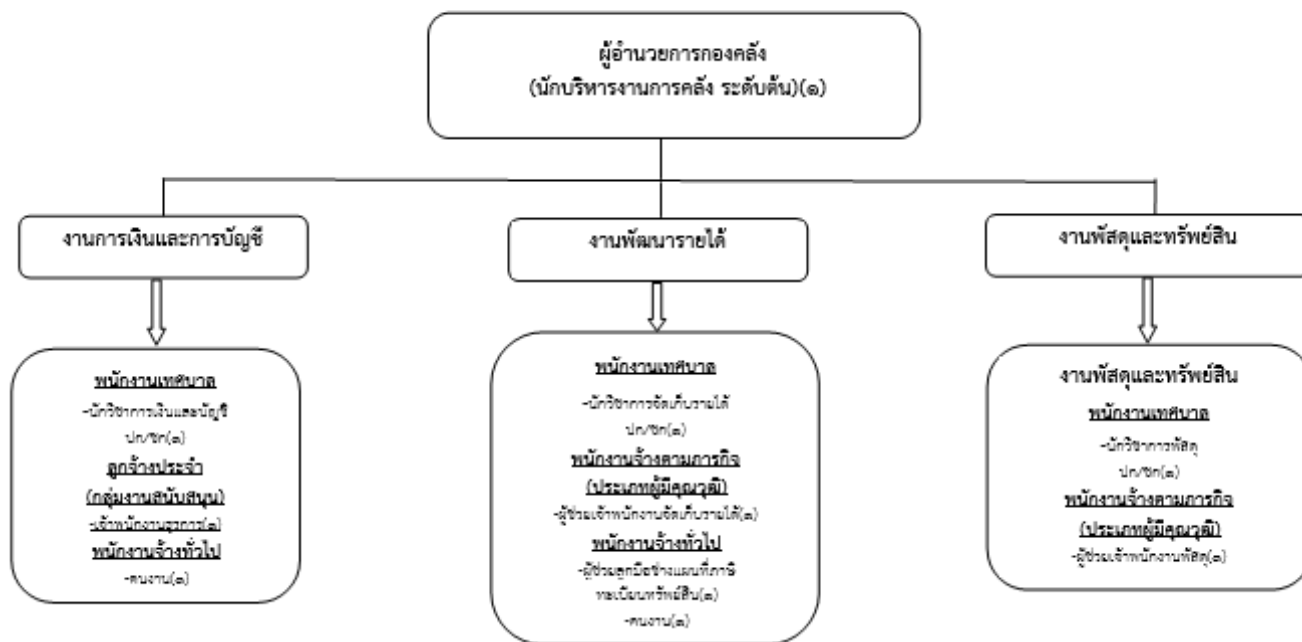 ผู้อำนวยการกองคลัง
(นักบริหารงานการคลัง ระดับต้น)(๑)
งานการเงินและการบัญชี
งานพัฒนารายได้
งานพัสดุและทรัพย์สิน
พนักงานเทศบาล
-นักวิชาการเงินและบัญชี
ปก/ชก(๑)
ลูกจ้างประจำ
(กลุ่มงานสนับสนุน)
-เจ้าพนักงานธุรการ(๑)
พนักงานจ้างทั่วไป
-คนงาน(๑)
พนักงานเทศบาล
-นักวิชาการจัดเก็บรายได้
ปก/ชก(๑)
พนักงานจ้างตามภารกิจ
(ประเภทผู้มีคุณวุฒิ)
-ผู้ช่วยเจ้าพนักงานจัดเก็บรายได้(๑)
พนักงานจ้างทั่วไป
-ผู้ช่วยลูกมือช่างแผนที่ภาษี
ทะเบียนทรัพย์สิน(๑)
-คนงาน(๑)
งานพัสดุและทรัพย์สิน
พนักงานเทศบาล
-นักวิชาการพัสดุ
ปก/ชก(๑)
พนักงานจ้างตามภารกิจ
(ประเภทผู้มีคุณวุฒิ)
-ผู้ช่วยเจ้าพนักงานพัสดุ(๑)